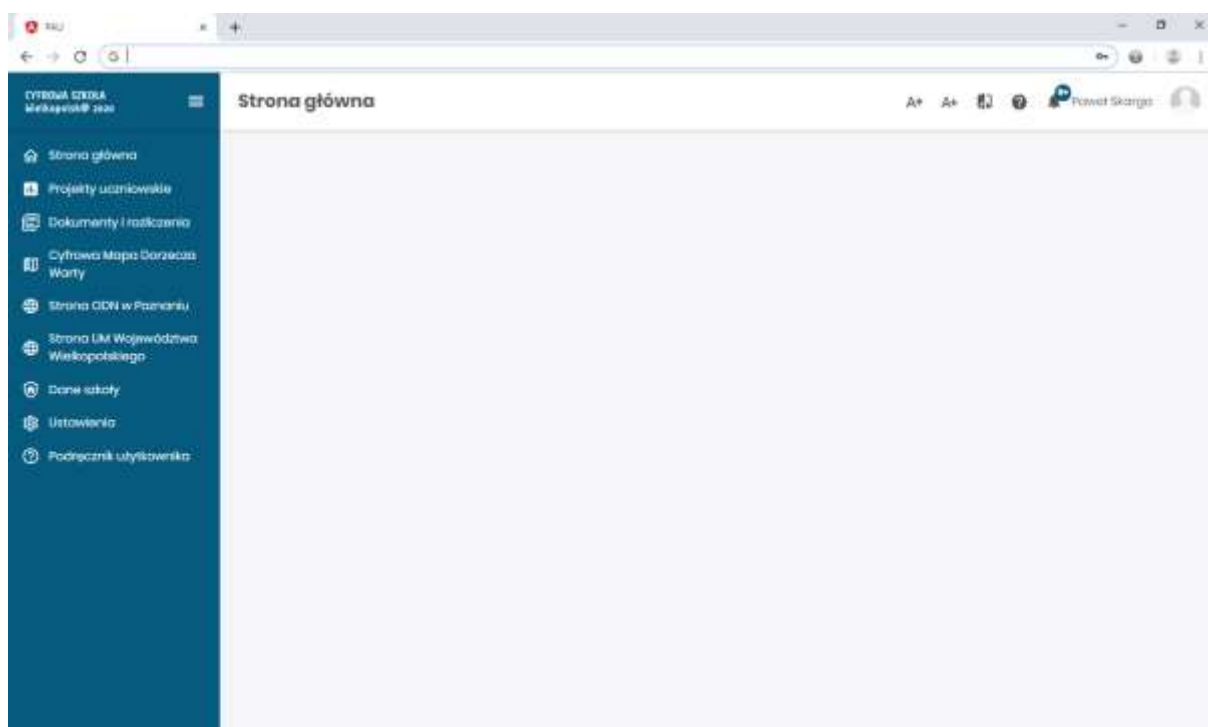 CYFROWA SZKOŁA
Wielkopolsk@ 2020
Strona główna
A+ A+
Paweł Skarga
Strona główna
Projekty uczniowskie
Dokumenty i rozliczenia
Cyfrowa Mapa Dorzecza
Warty
Strona ODN w Poznaniu
Strona UM Województwa
Wielkopolskiego
Dane szkoły
Ustawienia
Podręcznik użytkownika